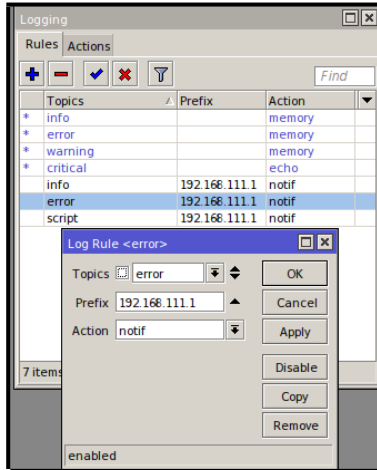 Logging
Rules Actions
Find
Topics Prefix Action
* info memory
* error memory
* warning memory
* critical echo
info 192.168.111.1 notif
error 192.168.111.1 notif
script 192.168.111.1 notif
Log Rule <error>
Topics error OK
Prefix 192.168.111.1 Cancel
Action notif Apply
7 items
Disable
Copy
Remove
enabled